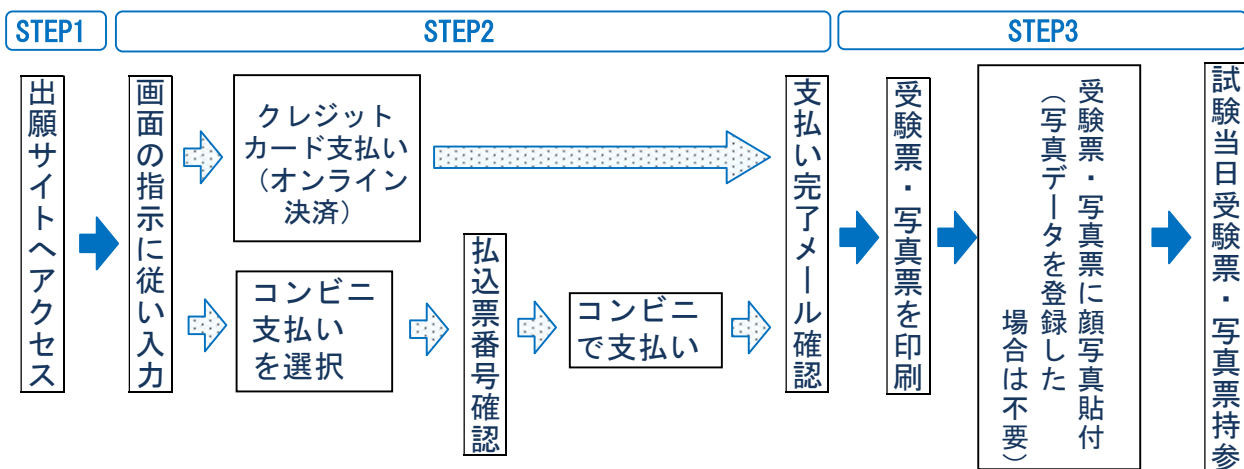 STEP1
STEP2
STEP3
出願サイトへアクセス
画面の指示に従い入力
クレジット
カード支払い
（オンライン
決済）
コンビニ
支払い
を選択
払込票番号確認
コンビニ
で支払い
支払い完了メール確認
受験票・写真票を印刷
受験票・写真票に顔写真貼付
（写真データを登録した
場合は不要）
試験当日受験票・写真票持参